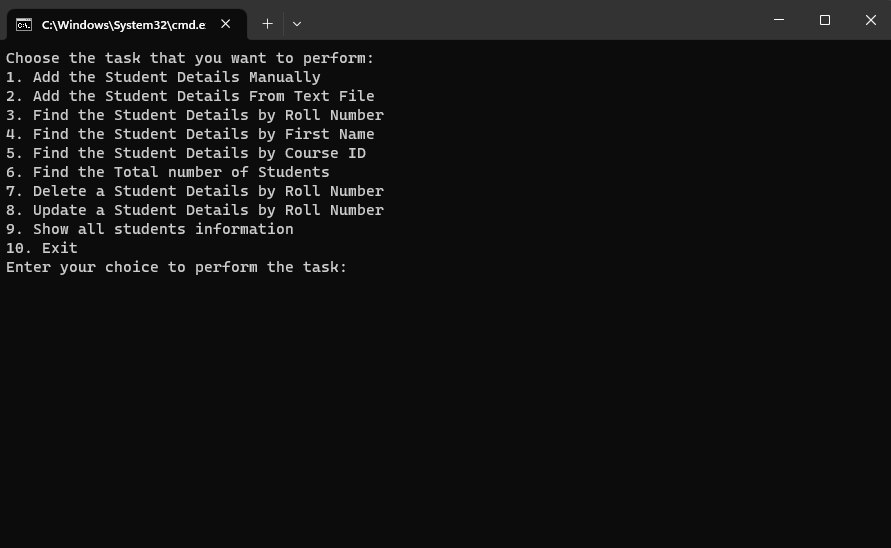 C:\Windows\System32\cmd.e
Choose the task that you want to perform:
1. Add the Student Details Manually
2. Add the Student Details From Text File
3. Find the Student Details by Roll Number
4. Find the Student Details by First Name
5. Find the Student Details by Course ID
6. Find the Total number of Students
7. Delete a Student Details by Roll Number
8. Update a Student Details by Roll Number
9. Show all students information
10. Exit
Enter your choice to perform the task: